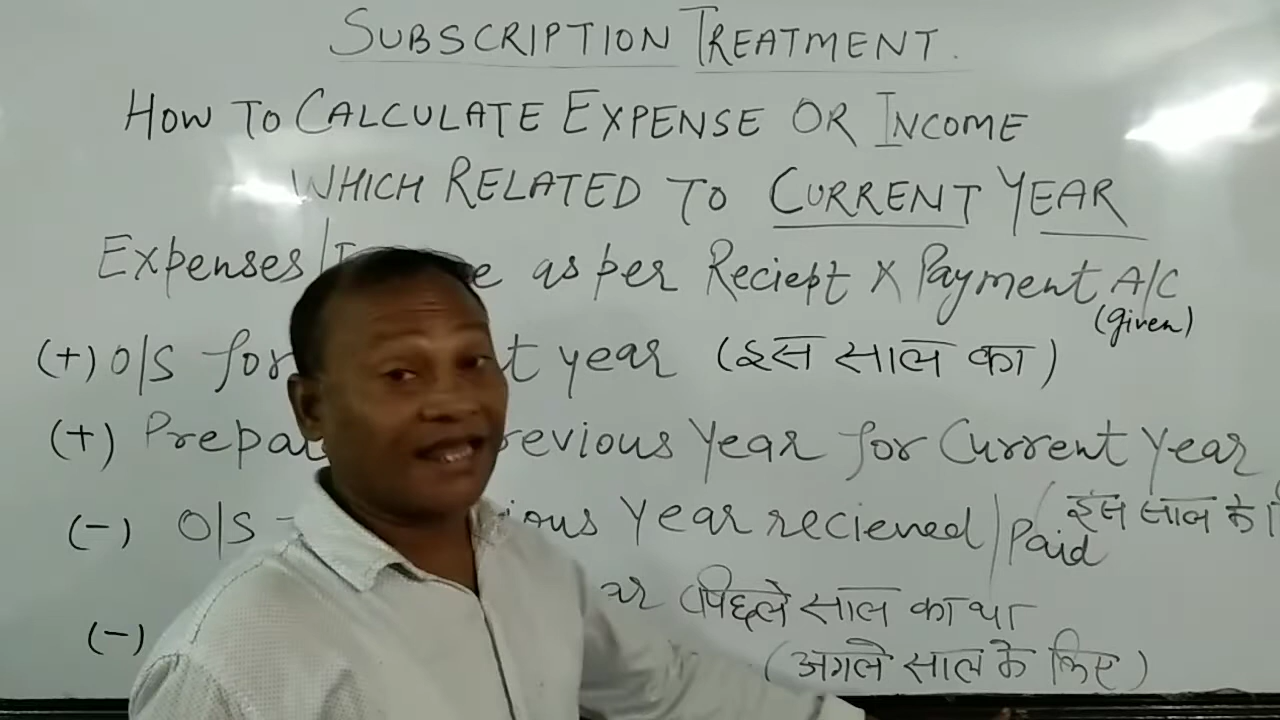 SUBSCRIPTION TREATMENT.
HOW TO CALCULATE EXPENSE OR INCOME
WHICH RELATED TO CURRENT YEAR
Expenses/I e as per Reciept X Payment A/C
(given)
(+) O/S for t year (इस साल का)
(+) Prepa revious Year for Current Year
(-) O/S ious Year reciened/Paid (इस साल के
पिछले साल का था
(-) (अगले साल के लिए)